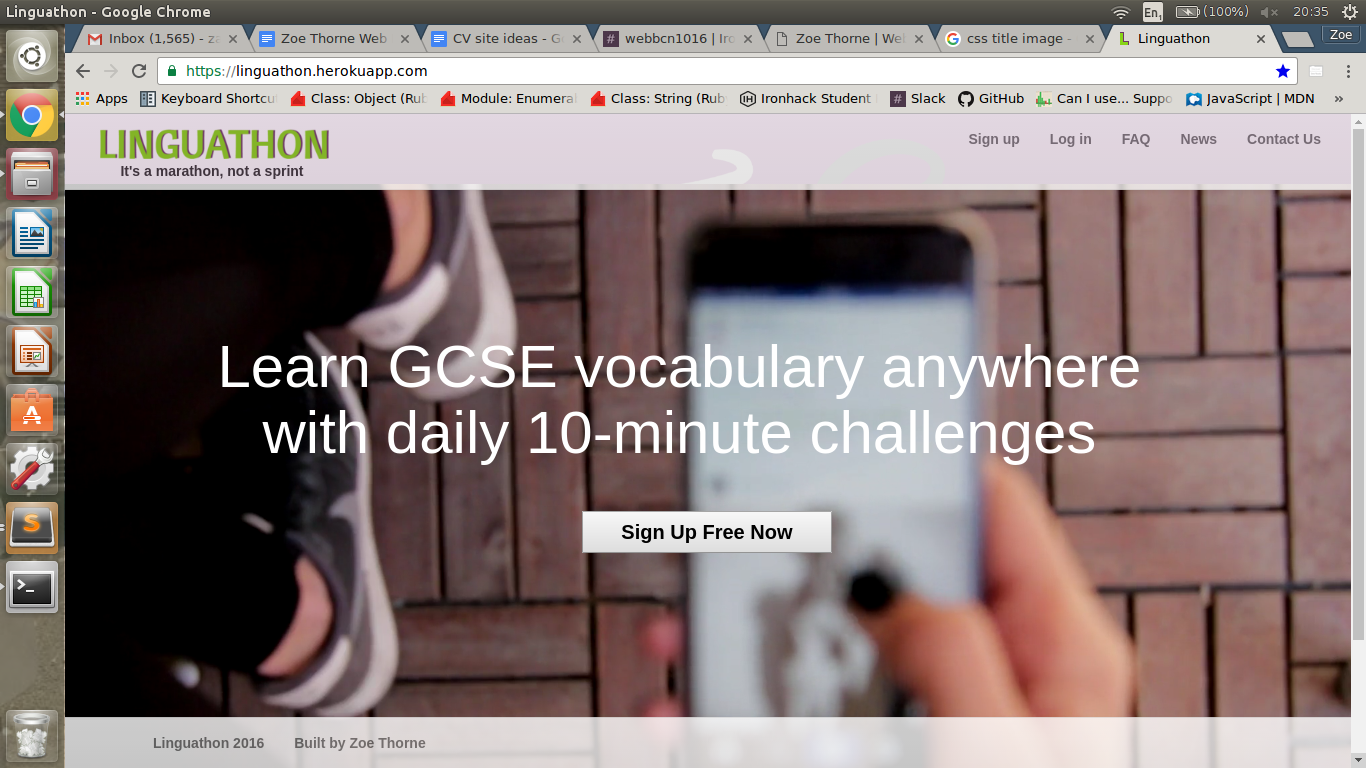 Linguathon - Google Chrome
En1
(100%)
20:35
Inbox (1,565) - za
Zoe Thorne Web
CV site ideas - G
webbcn1016 | Iro
Zoe Thorne | Web
css title image -
Linguathon
Zoe
https://linguathon.herokuapp.com
Apps
Keyboard Shortcu
Class: Object (Rub
Module: Enumera
Class: String (Rub
Ironhack Student
Slack
GitHub
Can I use... Suppo
JavaScript | MDN
»
LINGUATHON
It's a marathon, not a sprint
Sign up
Log in
FAQ
News
Contact Us
Learn GCSE vocabulary anywhere
with daily 10-minute challenges
Sign Up Free Now
Linguathon 2016
Built by Zoe Thorne